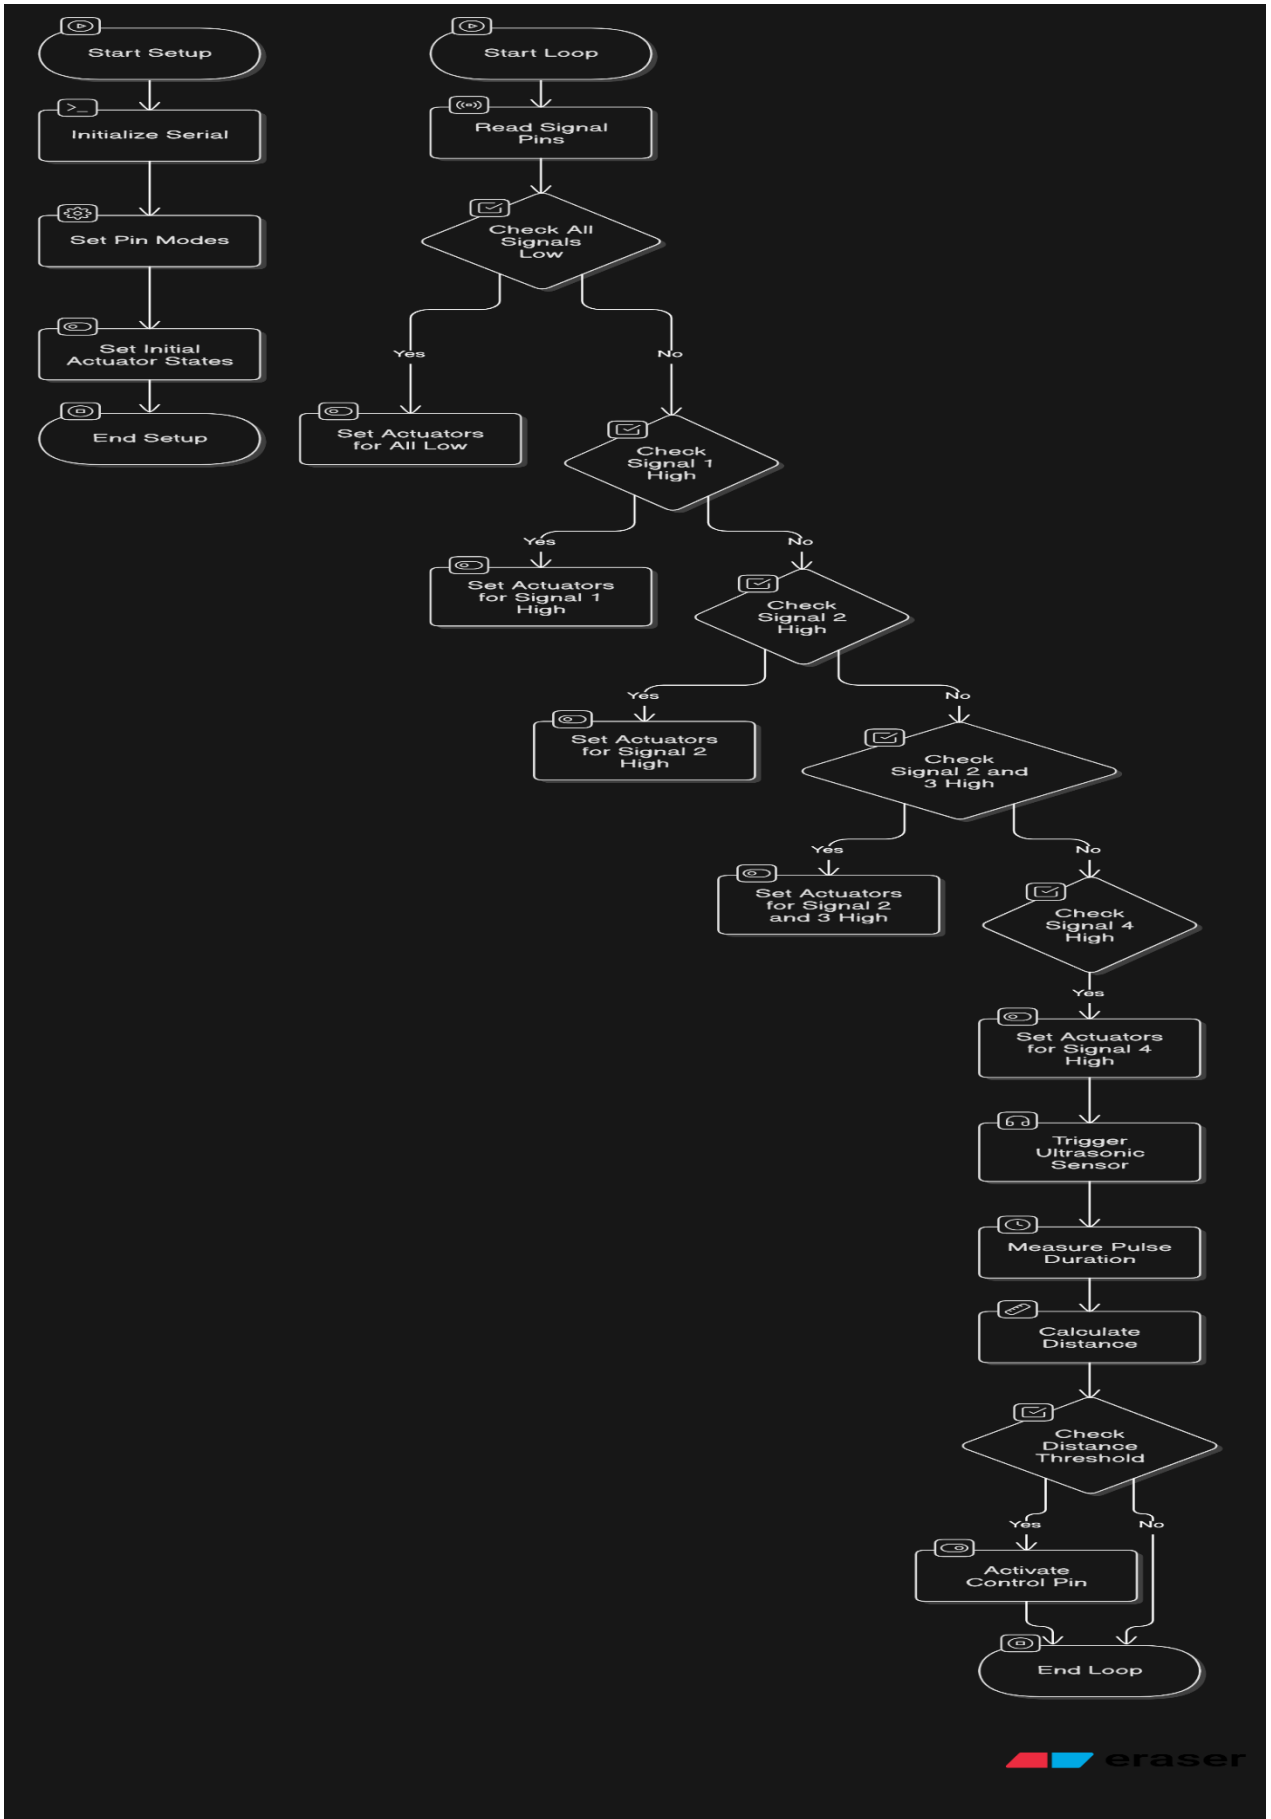 Start Setup
Initialize Serial
Set Pin Modes
Set Initial
Actuator States
End Setup
Start Loop
Read Signal
Pins
Check All
Signals
Low
Yes
No
Set Actuators
for All Low
Check
Signal 1
High
Yes
No
Set Actuators
for Signal 1
High
Check
Signal 2
High
Yes
No
Set Actuators
for Signal 2
High
Check
Signal 2 and
3 High
Yes
No
Set Actuators
for Signal 2
and 3 High
Check
Signal 4
High
Yes
Set Actuators
for Signal 4
High
Trigger
Ultrasonic
Sensor
Measure Pulse
Duration
Calculate
Distance
Check
Distance
Threshold
Yes
No
Activate
Control Pin
End Loop
eraser